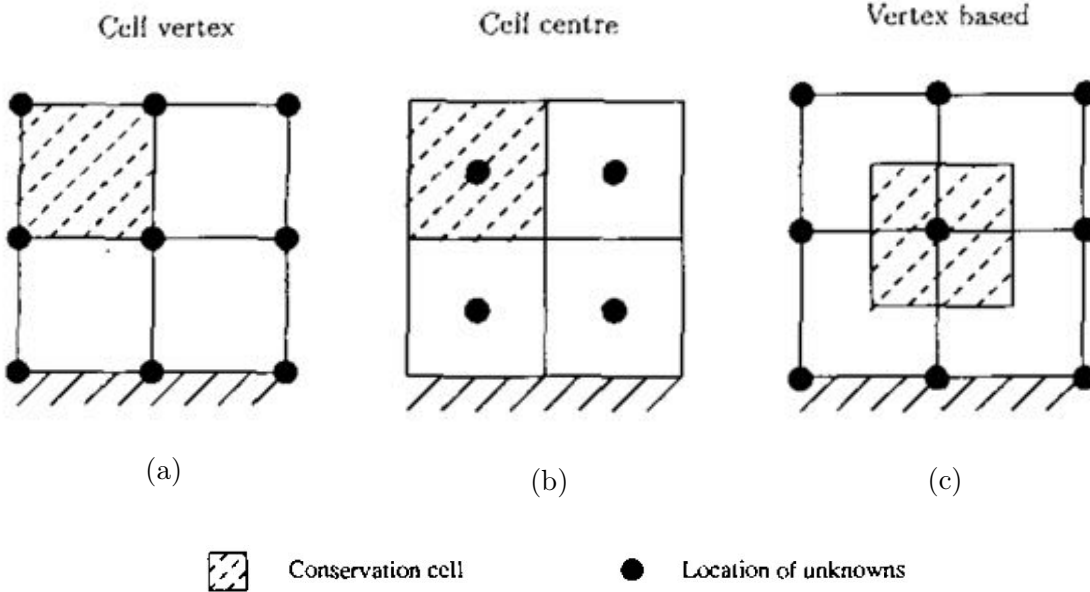 Cell vertex
Cell centre
Vertex based
(a)
(b)
(c)
Conservation cell
Location of unknowns